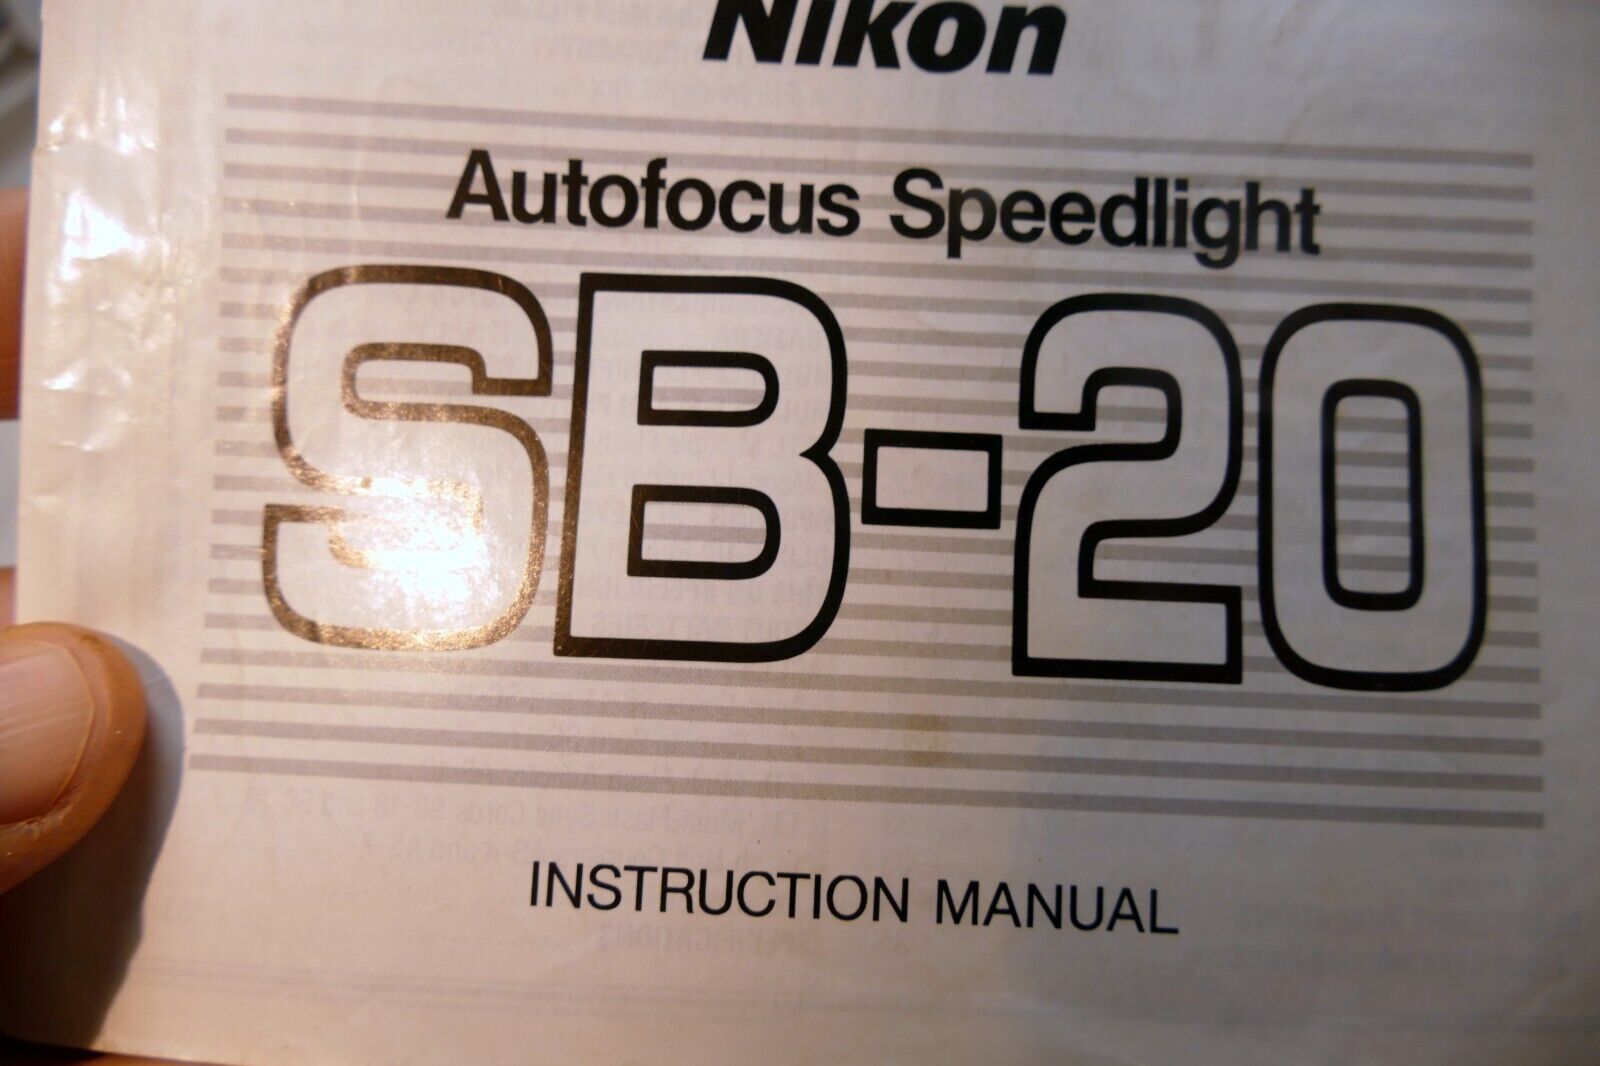 Nikon
Autofocus Speedlight
SB-20
INSTRUCTION MANUAL